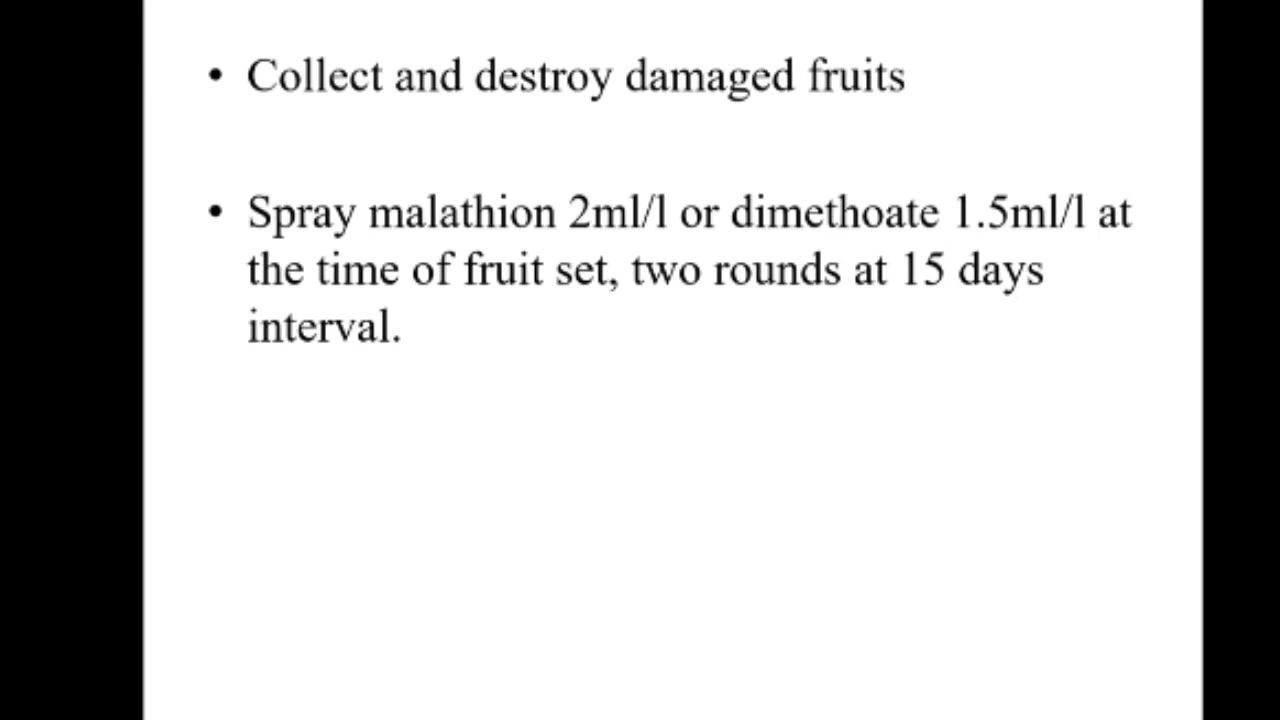 • Collect and destroy damaged fruits
• Spray malathion 2ml/l or dimethoate 1.5ml/l at
the time of fruit set, two rounds at 15 days
interval.